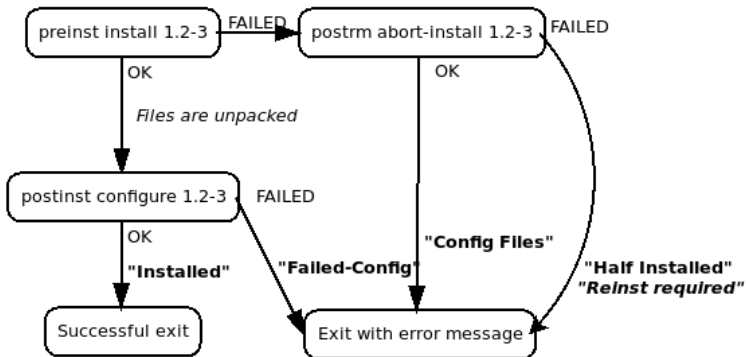 preinst install 1.2-3
FAILED
postrm abort-install 1.2-3
FAILED
OK
OK
Files are unpacked
postinst configure 1.2-3
FAILED
OK
"Config Files"
"Installed"
"Failed-Config"
"Half Installed"
"Reinst required"
Successful exit
Exit with error message